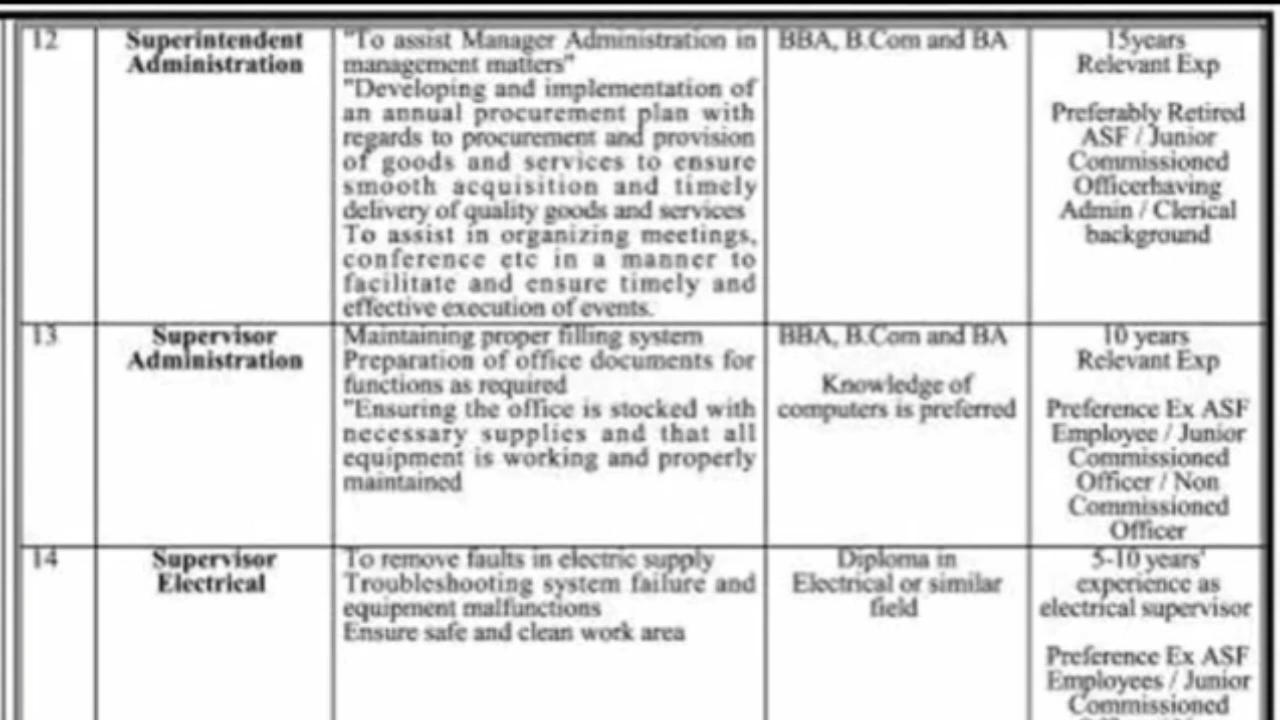 12
Superintendent
Administration
"To assist Manager Administration in
management matters"
"Developing and implementation of
an annual procurement plan with
regards to procurement and provision
of goods and services to ensure
smooth acquisition and timely
delivery of quality goods and services
To assist in organizing meetings,
conference etc in a manner to
facilitate and ensure timely and
effective execution of events.
BBA, B.Com and BA
15years
Relevant Exp
Preferably Retired
ASF / Junior
Commissioned
Officerhaving
Admin / Clerical
background
13
Supervisor
Administration
Maintaining proper filling system
Preparation of office documents for
functions as required
"Ensuring the office is stocked with
necessary supplies and that all
equipment is working and properly
maintained
BBA, B.Com and BA
Knowledge of
computers is preferred
10 years
Relevant Exp
Preference Ex ASF
Employee / Junior
Commissioned
Officer / Non
Commissioned
Officer
14
Supervisor
Electrical
To remove faults in electric supply
Troubleshooting system failure and
equipment malfunctions
Ensure safe and clean work area
Diploma in
Electrical or similar
field
5-10 years'
experience as
electrical supervisor
Preference Ex ASF
Employees / Junior
Commissioned